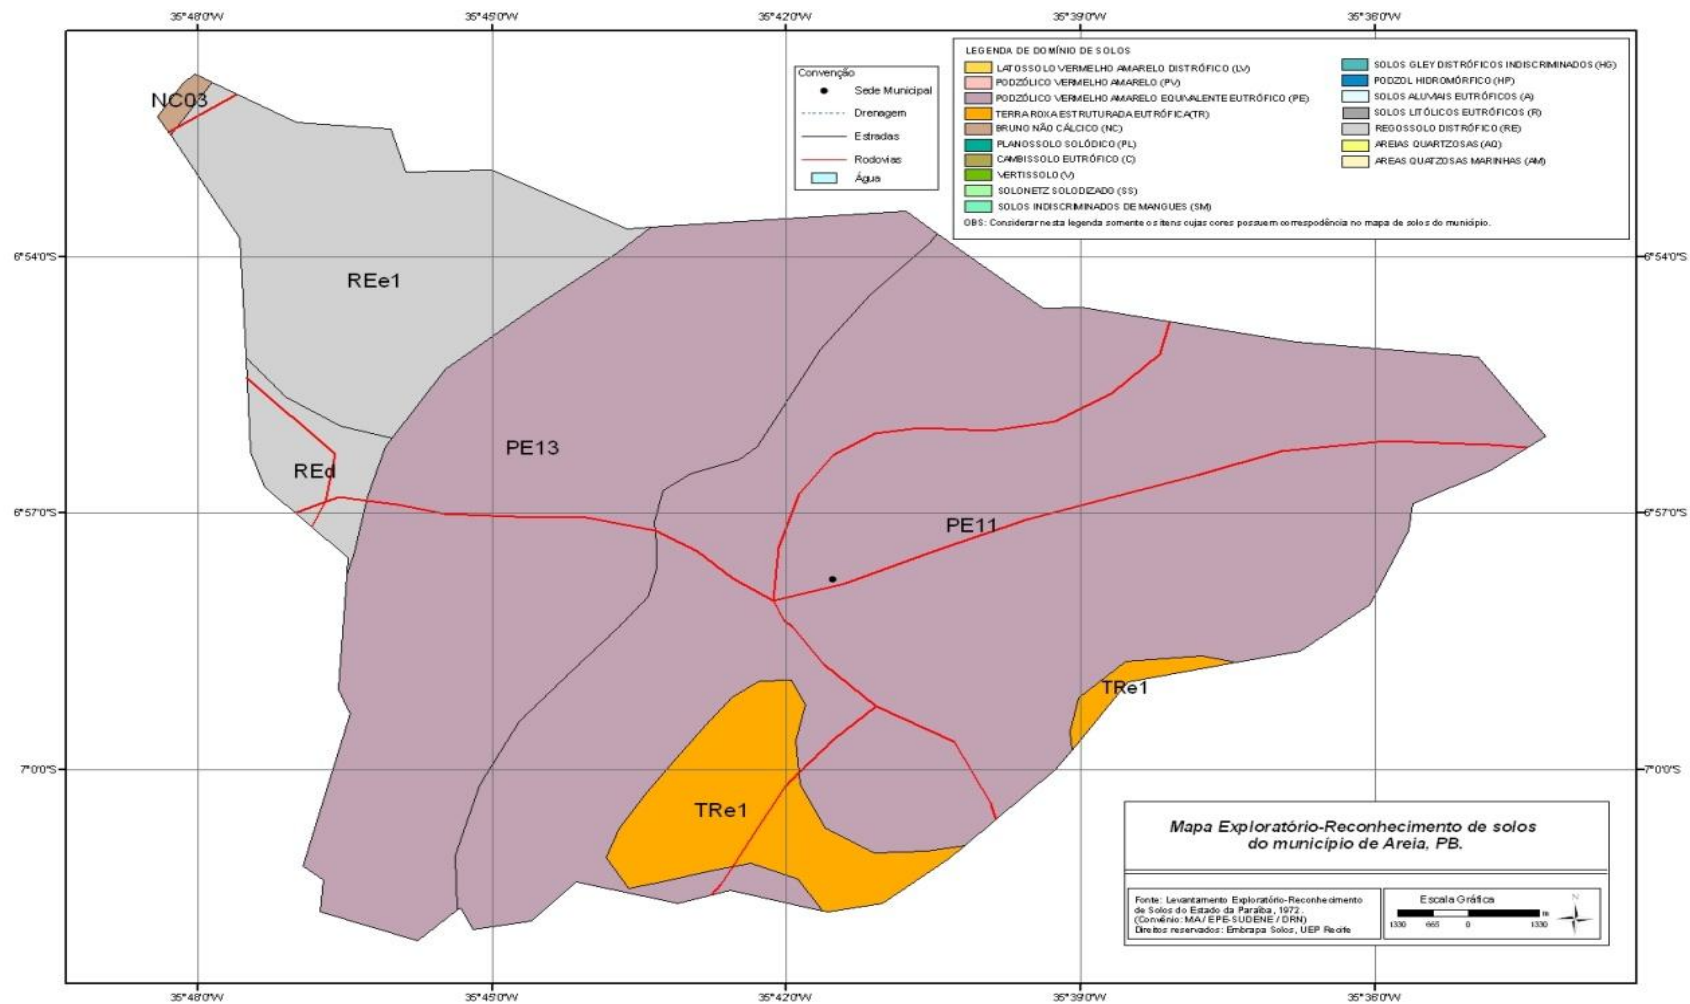 35°48'0"W 35°45'0"W 35°42'0"W 35°39'0"W 35°36'0"W
LEGENDA DE DOMÍNIO DE SOLOS
LATOSSOLO VERMELHO AMARELO DISTRÓFICO (LV)
PODZÓLICO VERMELHO AMARELO (PV)
PODZÓLICO VERMELHO AMARELO EQUIVALENTE EUTRÓFICO (PE)
TERRA ROXA ESTRUTURADA EUTRÓFICA(TR)
BRUNO NÃO CÁLCICO (NC)
PLANOSSOLO SOLÓDICO (PL)
CAMBISSOLO EUTRÓFICO (C)
VERTISSOLO (V)
SOLONETZ SOLODIZADO (SS)
SOLOS INDISCRIMINADOS DE MANGUES (SM)
SOLOS GLEY DISTRÓFICOS INDISCRIMINADOS (HG)
PODZOL HIDROMÓRFICO (HP)
SOLOS ALUVIAIS EUTRÓFICOS (A)
SOLOS LITÓLICOS EUTRÓFICOS (R)
REGOSSOLO DISTRÓFICO (RE)
AREIAS QUARTZOSAS (AQ)
AREAS QUATZOSAS MARINHAS (AM)
OBS: Considerar nesta legenda somente os itens cujas cores possuem correspodência no mapa de solos do município.
Convenção
Sede Municipal
Drenagem
Estradas
Rodovias
Água
NC03
6°54'0"S 6°54'0"S
REe1
PE13
REd
6°57'0"S 6°57'0"S
PE11
TRe1
7°0'0"S 7°0'0"S
TRe1
Mapa Exploratório-Reconhecimento de solos
do município de Areia, PB.
Fonte: Levantamento Exploratório-Reconhecimento
de Solos do Estado da Paraíba, 1972.
(Convênio: MA / EPE-SUDENE / DRN)
Direitos reservados: Embrapa Solos, UEP Recife
Escala Gráfica
N
m
1330 665 0 1330
35°48'0"W 35°45'0"W 35°42'0"W 35°39'0"W 35°36'0"W